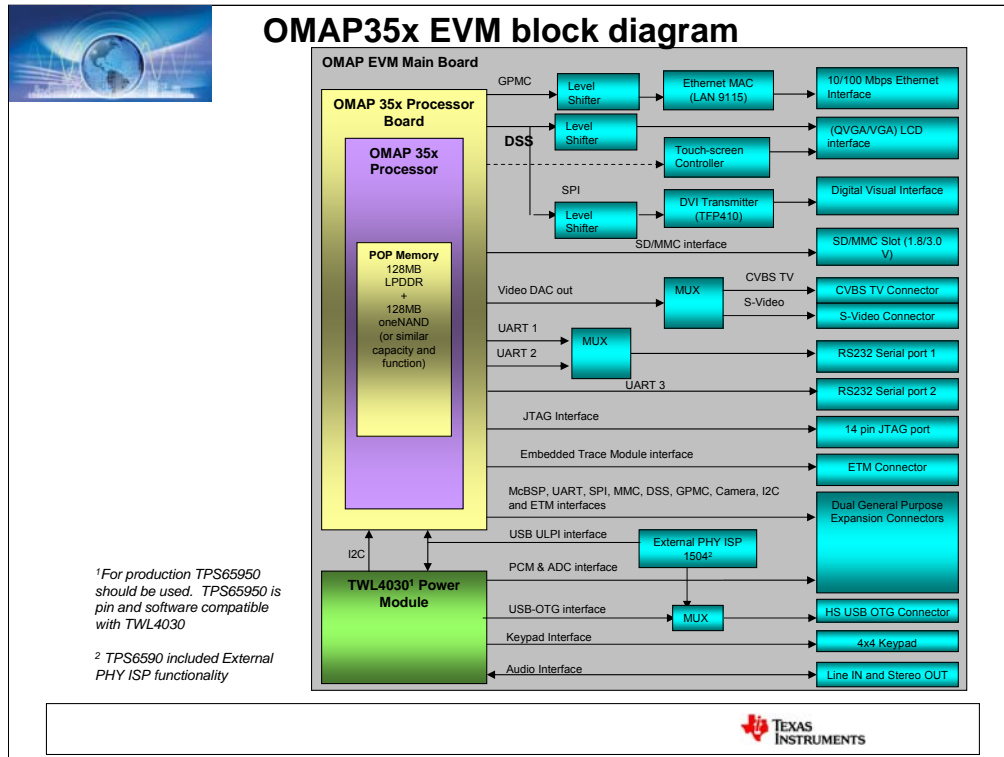 OMAP35x EVM block diagram
OMAP EVM Main Board
OMAP 35x Processor
Board
OMAP 35x
Processor
POP Memory
128MB
LPDDR
+
128MB
oneNAND
(or similar
capacity and
function)
GPMC
Level
Shifter
Ethernet MAC
(LAN 9115)
10/100 Mbps Ethernet
Interface
DSS
Level
Shifter
(QVGA/VGA) LCD
interface
Touch-screen
Controller
SPI
Level
Shifter
DVI Transmitter
(TFP410)
Digital Visual Interface
SD/MMC interface
SD/MMC Slot (1.8/3.0
V)
Video DAC out
MUX
CVBS TV
CVBS TV Connector
S-Video
S-Video Connector
UART 1
UART 2
MUX
RS232 Serial port 1
UART 3
RS232 Serial port 2
JTAG Interface
14 pin JTAG port
Embedded Trace Module interface
ETM Connector
McBSP, UART, SPI, MMC, DSS, GPMC, Camera, I2C
and ETM interfaces
Dual General Purpose
Expansion Connectors
USB ULPI interface
External PHY ISP
1504²
I2C
PCM & ADC interface
TWL4030¹ Power
Module
USB-OTG interface
MUX
HS USB OTG Connector
Keypad Interface
4x4 Keypad
Audio Interface
Line IN and Stereo OUT
¹For production TPS65950
should be used. TPS65950 is
pin and software compatible
with TWL4030
² TPS6590 included External
PHY ISP functionality
TEXAS
INSTRUMENTS